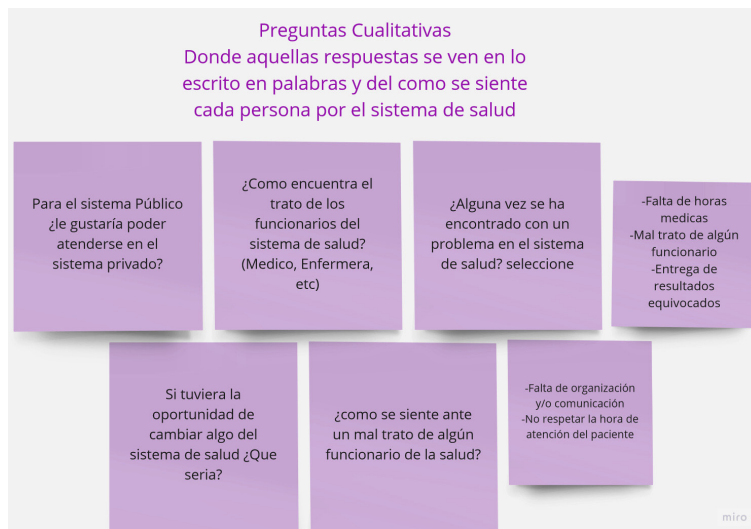 Preguntas Cualitativas
Donde aquellas respuestas se ven en lo
escrito en palabras y del como se siente
cada persona por el sistema de salud
Para el sistema Público
¿le gustaría poder
atenderse en el
sistema privado?
¿Como encuentra el
trato de los
funcionarios del
sistema de salud?
(Medico, Enfermera,
etc)
¿Alguna vez se ha
encontrado con un
problema en el sistema
de salud? seleccione
-Falta de horas
medicas
-Mal trato de algún
funcionario
-Entrega de
resultados
equivocados
Si tuviera la
oportunidad de
cambiar algo del
sistema de salud ¿Que
seria?
¿como se siente ante
un mal trato de algún
funcionario de la salud?
-Falta de organización
y/o comunicación
-No respetar la hora de
atención del paciente
miro